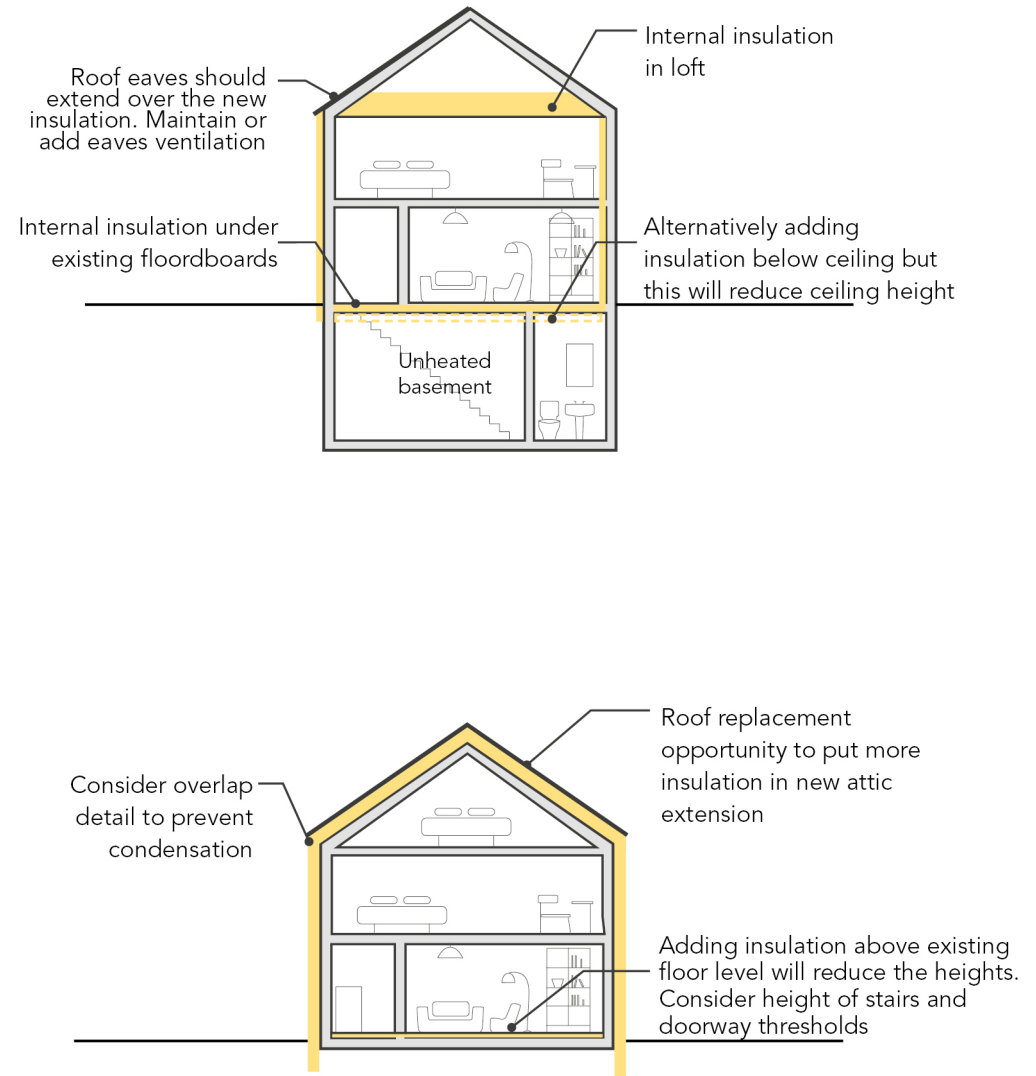 Internal insulation
in loft
Roof eaves should
extend over the new
insulation. Maintain or
add eaves ventilation
Internal insulation under
existing floordboards
Alternatively adding
insulation below ceiling but
this will reduce ceiling height
Unheated
basement
Roof replacement
opportunity to put more
insulation in new attic
extension
Consider overlap
detail to prevent
condensation
Adding insulation above existing
floor level will reduce the heights.
Consider height of stairs and
doorway thresholds